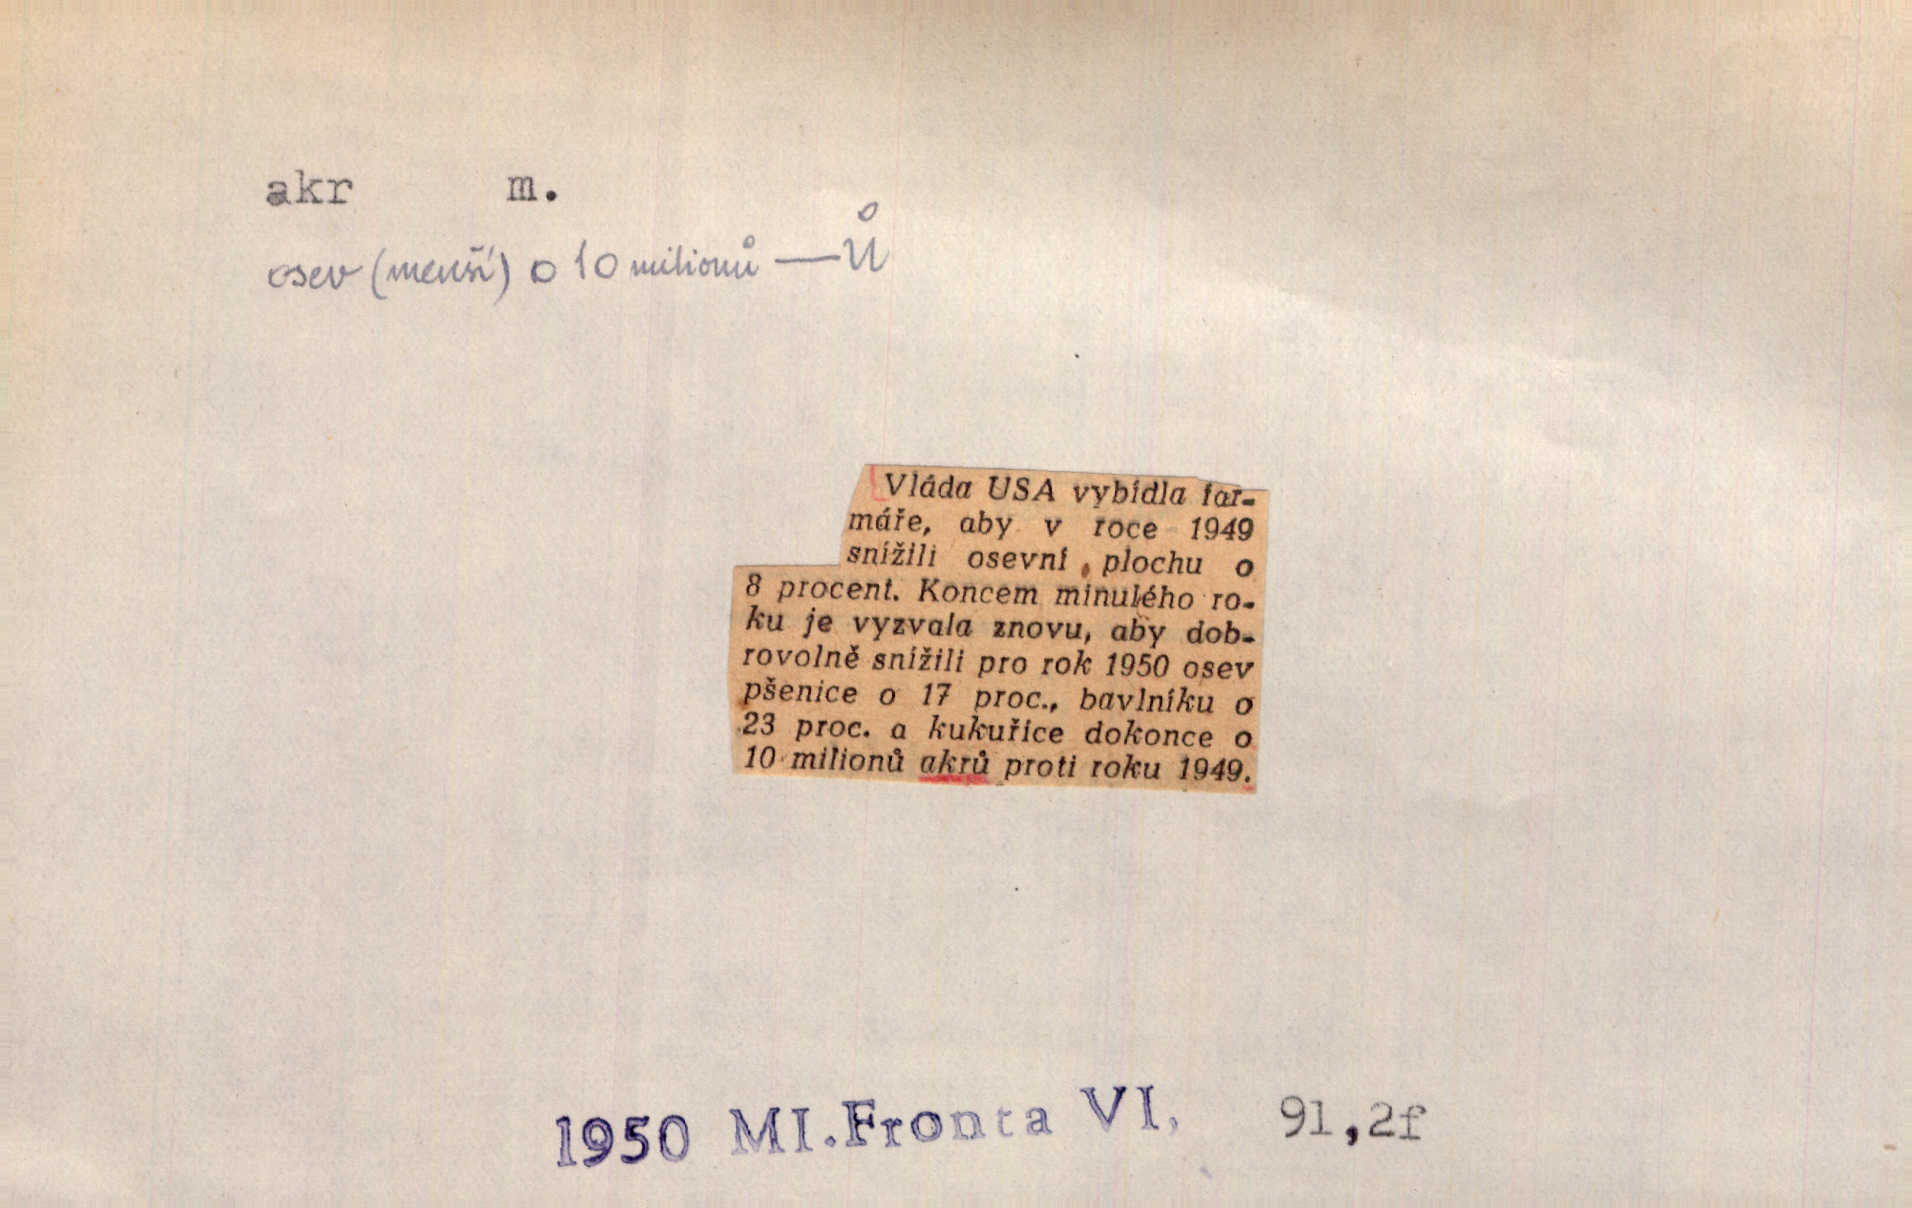 akr m.
osev (menší) o 10 milionů —ů
Vláda USA vybídla far-
máře, aby v roce 1949
snížili osevní plochu o
8 procent. Koncem minulého ro-
ku je vyzvala znovu, aby dob-
rovolně snížili pro rok 1950 osev
pšenice o 17 proc., bavlníku o
23 proc. a kukuřice dokonce o
10 milionů akrů proti roku 1949.
1950 Ml.Fronta VI, 91,2f